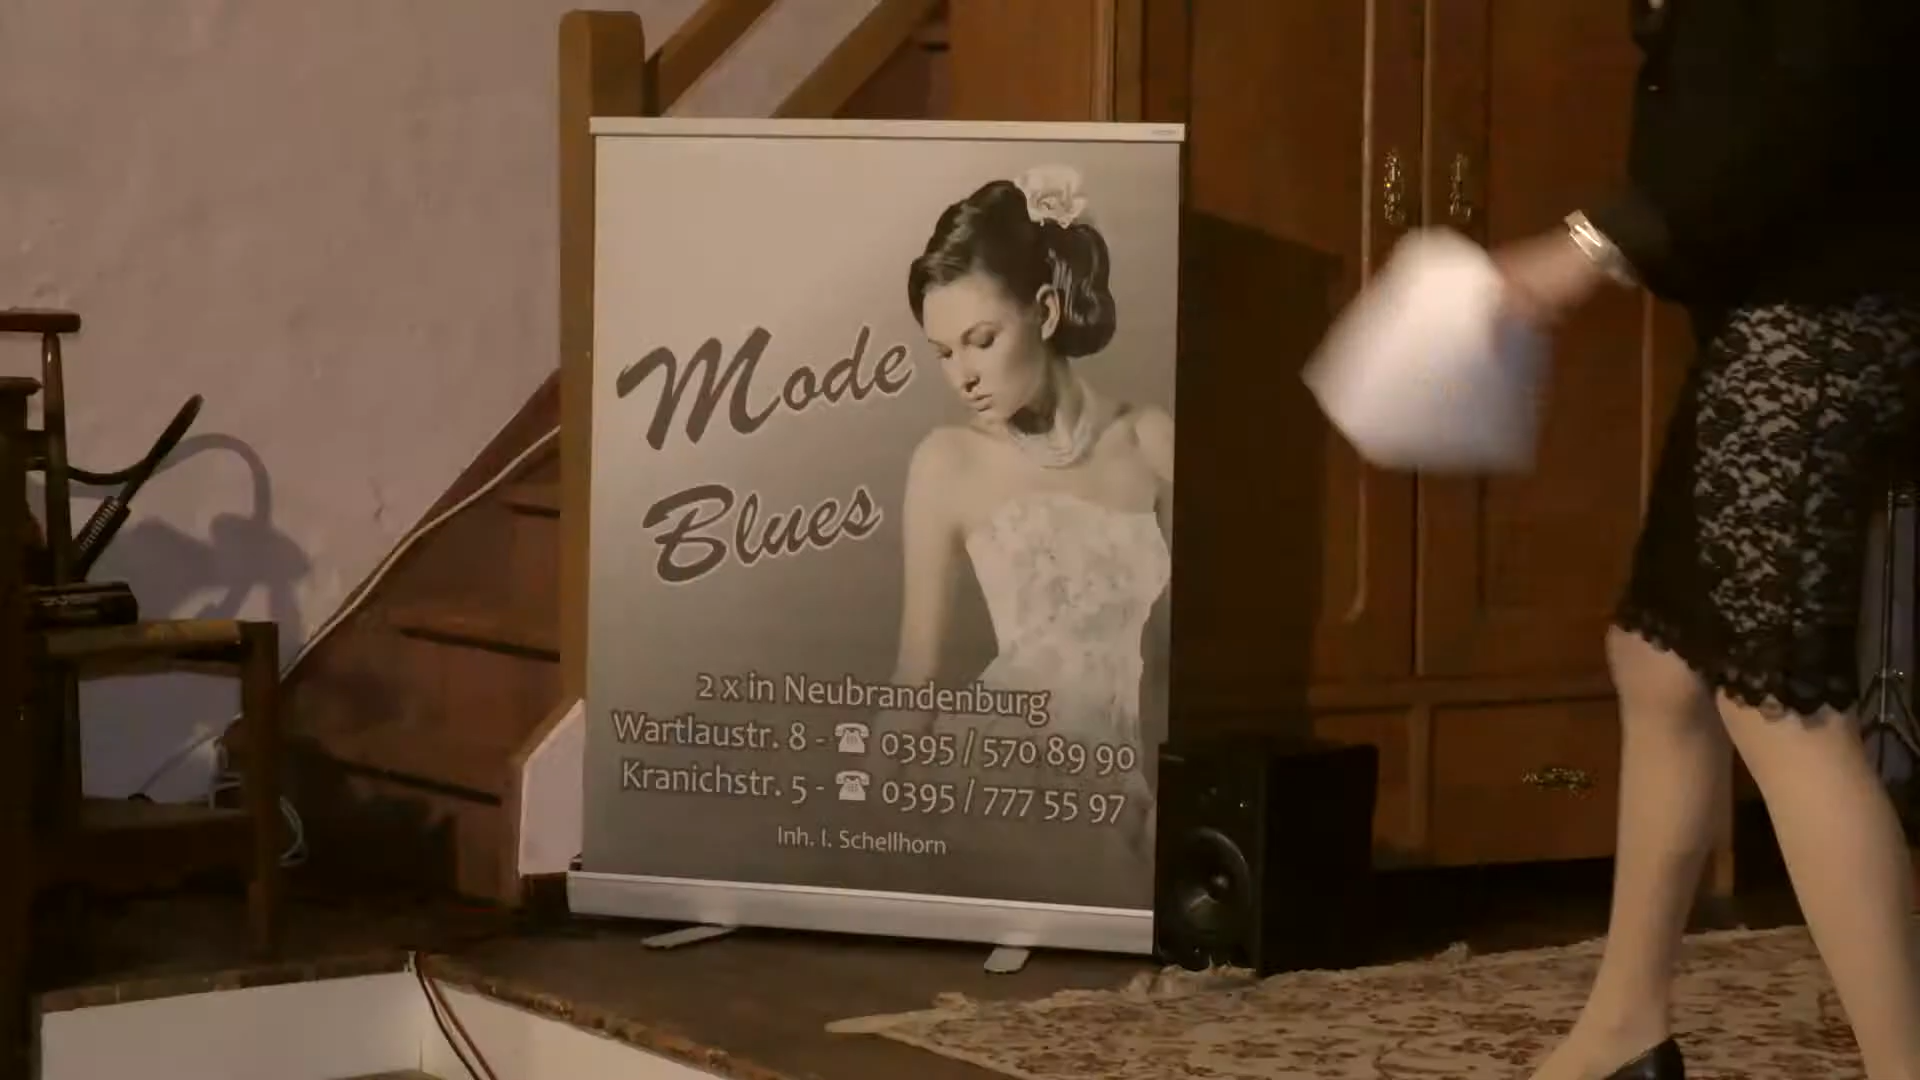 Mode
Blues
2 x in Neubrandenburg
Wartlaustr. 8 - ☎ 0395 / 570 89 90
Kranichstr. 5 - ☎ 0395 / 777 55 97
Inh. I. Schellhorn